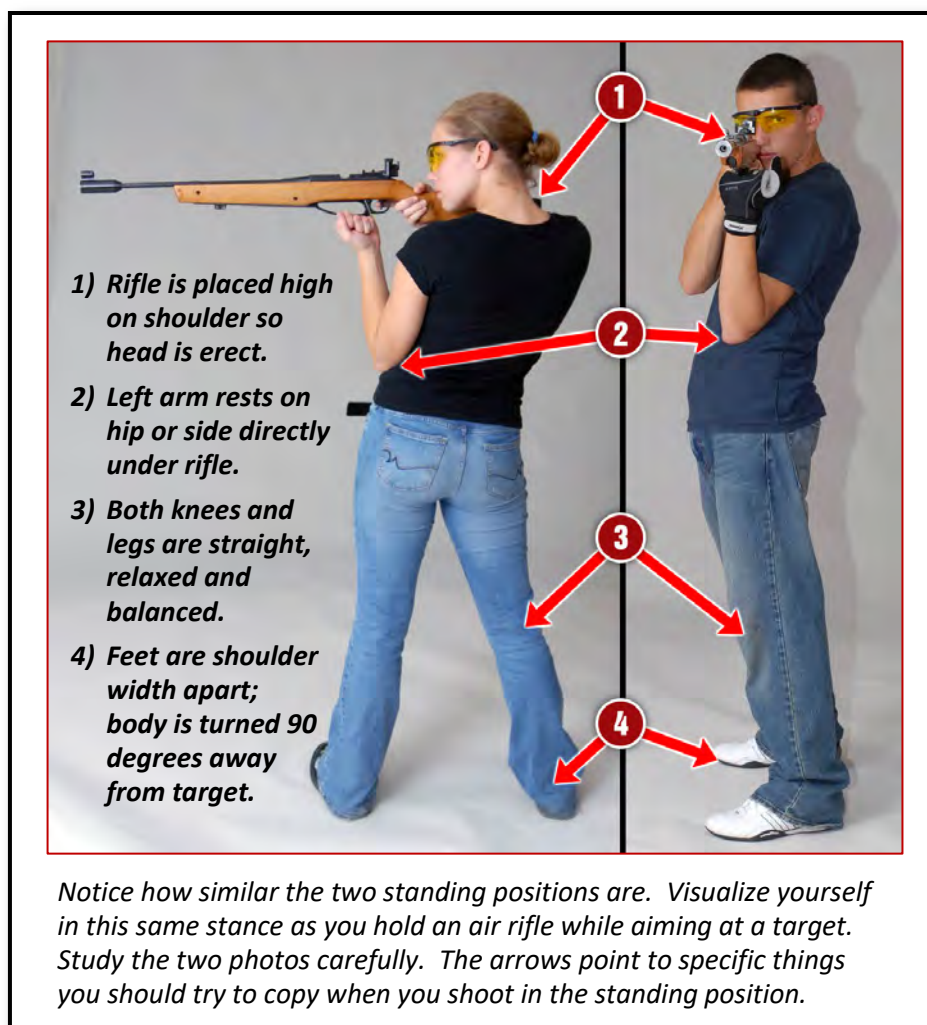 1
2
3
4
1) Rifle is placed high
on shoulder so
head is erect.
2) Left arm rests on
hip or side directly
under rifle.
3) Both knees and
legs are straight,
relaxed and
balanced.
4) Feet are shoulder
width apart;
body is turned 90
degrees away
from target.
Notice how similar the two standing positions are. Visualize yourself
in this same stance as you hold an air rifle while aiming at a target.
Study the two photos carefully. The arrows point to specific things
you should try to copy when you shoot in the standing position.